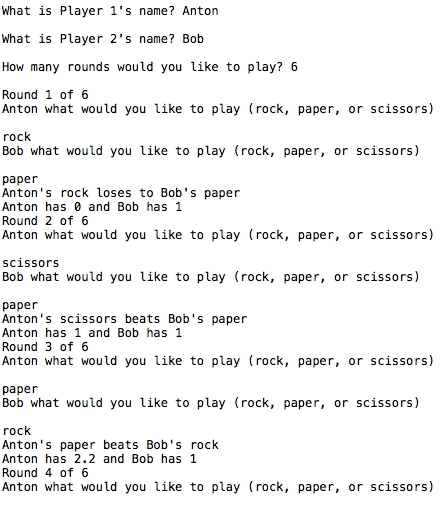 What is Player 1's name? Anton
What is Player 2's name? Bob
How many rounds would you like to play? 6
Round 1 of 6
Anton what would you like to play (rock, paper, or scissors)
rock
Bob what would you like to play (rock, paper, or scissors)
paper
Anton's rock loses to Bob's paper
Anton has 0 and Bob has 1
Round 2 of 6
Anton what would you like to play (rock, paper, or scissors)
scissors
Bob what would you like to play (rock, paper, or scissors)
paper
Anton's scissors beats Bob's paper
Anton has 1 and Bob has 1
Round 3 of 6
Anton what would you like to play (rock, paper, or scissors)
paper
Bob what would you like to play (rock, paper, or scissors)
rock
Anton's paper beats Bob's rock
Anton has 2.2 and Bob has 1
Round 4 of 6
Anton what would you like to play (rock, paper, or scissors)